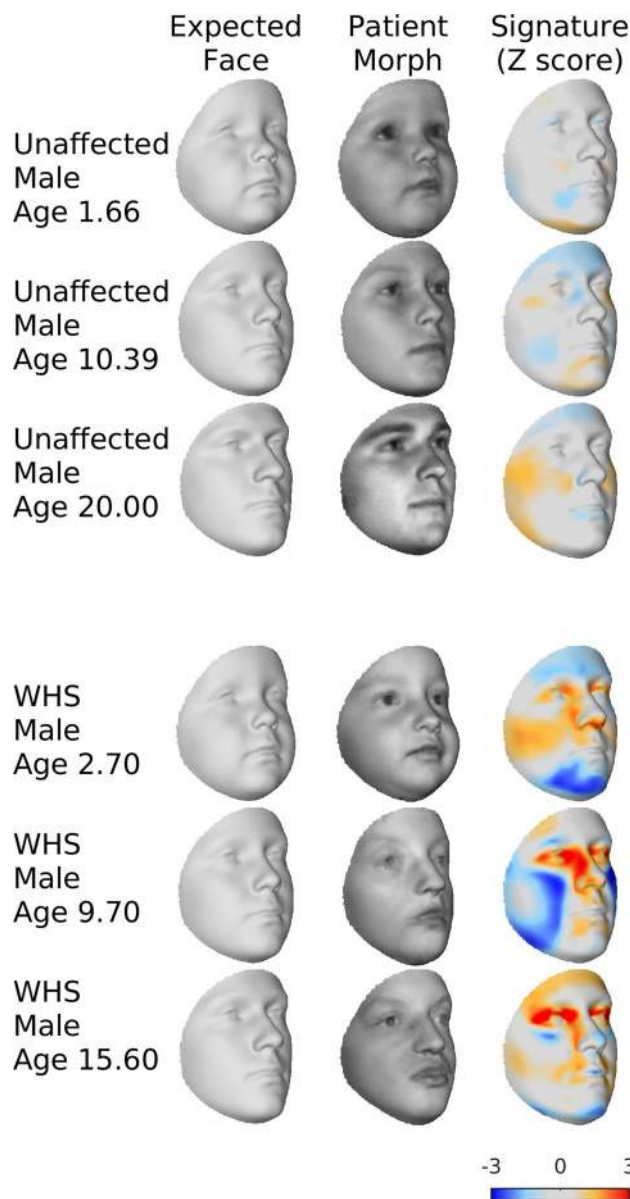 Expected Face
Patient Morph
Signature (Z score)
Unaffected
Male
Age 1.66
Unaffected
Male
Age 10.39
Unaffected
Male
Age 20.00
WHS
Male
Age 2.70
WHS
Male
Age 9.70
WHS
Male
Age 15.60
-3 0 3